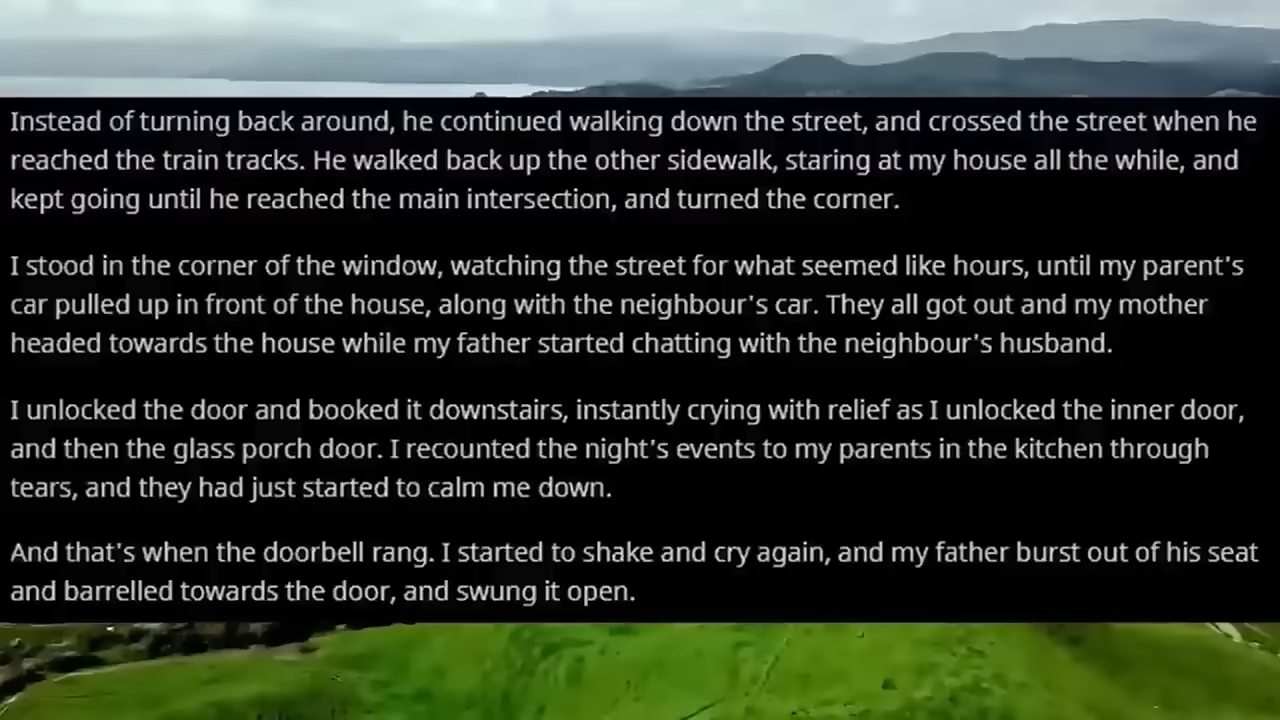 Instead of turning back around, he continued walking down the street, and crossed the street when he
reached the train tracks. He walked back up the other sidewalk, staring at my house all the while, and
kept going until he reached the main intersection, and turned the corner.
I stood in the corner of the window, watching the street for what seemed like hours, until my parent's
car pulled up in front of the house, along with the neighbour's car. They all got out and my mother
headed towards the house while my father started chatting with the neighbour's husband.
I unlocked the door and booked it downstairs, instantly crying with relief as I unlocked the inner door,
and then the glass porch door. I recounted the night's events to my parents in the kitchen through
tears, and they had just started to calm me down.
And that's when the doorbell rang. I started to shake and cry again, and my father burst out of his seat
and barrelled towards the door, and swung it open.